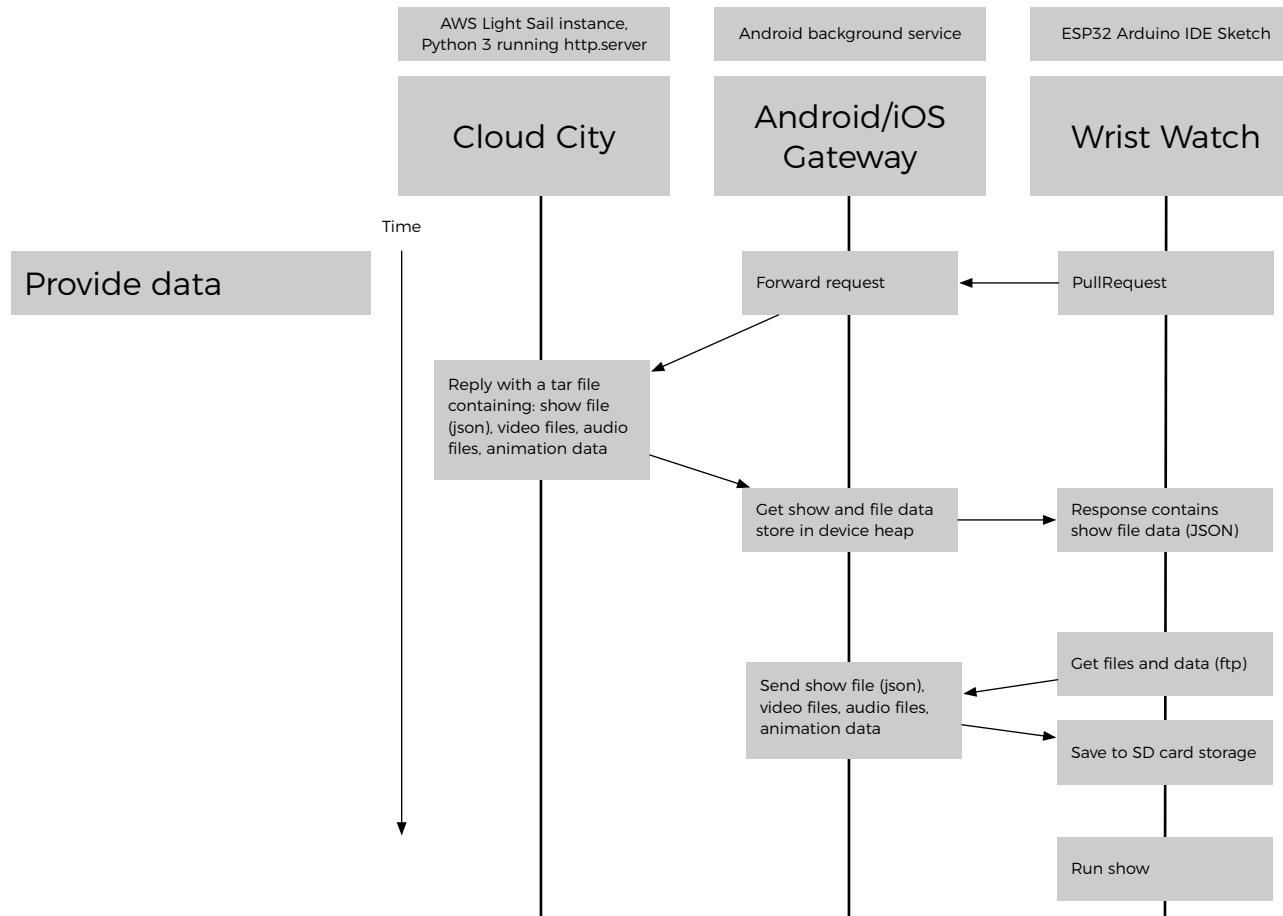 AWS Light Sail instance,
Python 3 running http.server
Android background service
ESP32 Arduino IDE Sketch
Cloud City
Android/iOS
Gateway
Wrist Watch
Time
Provide data
Forward request
PullRequest
Reply with a tar file
containing: show file
(json), video files, audio
files, animation data
Get show and file data
store in device heap
Response contains
show file data (JSON)
Get files and data (ftp)
Send show file (json),
video files, audio files,
animation data
Save to SD card storage
Run show